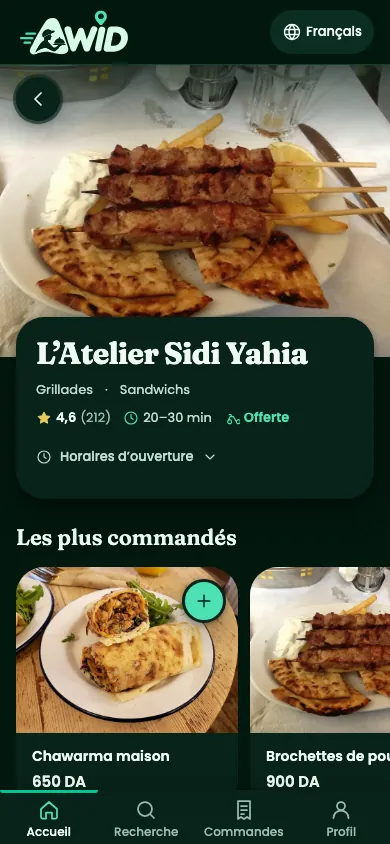 AWID
Français
L'Atelier Sidi Yahia
Grillades · Sandwichs
4,6 (212) 20–30 min Offerte
Horaires d'ouverture
Les plus commandés
Chawarma maison
650 DA
Brochettes de pou
900 DA
Accueil Recherche Commandes Profil